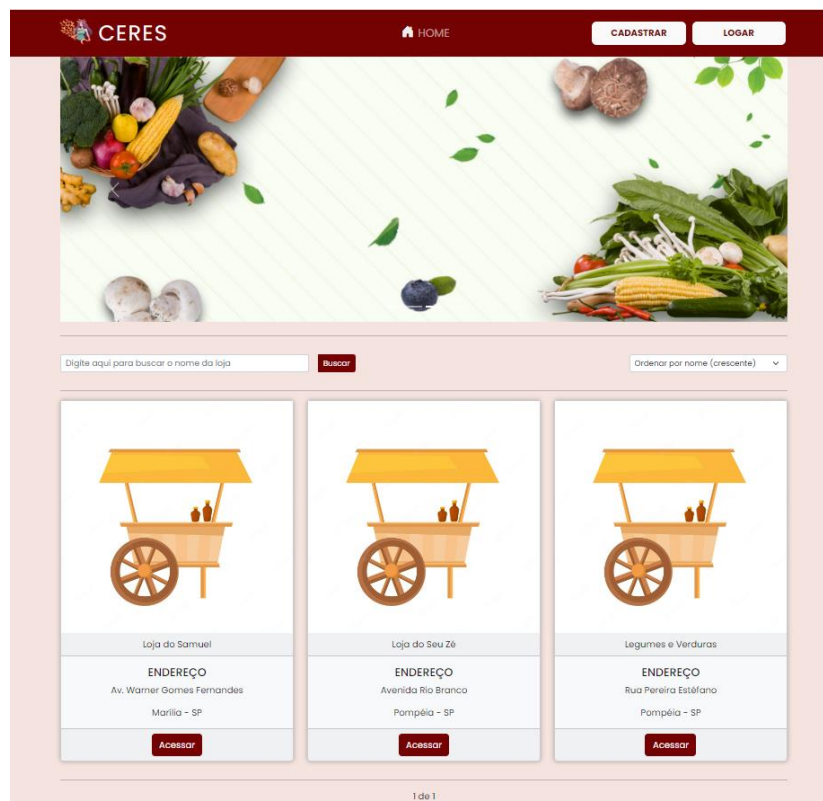 CERES
HOME
CADASTRAR
LOGAR
Digite aqui para buscar o nome da loja
Buscar
Ordenar por nome (crescente)
Loja do Samuel
Loja do Seu Zé
Legumes e Verduras
ENDEREÇO
ENDEREÇO
ENDEREÇO
Av. Warner Gomes Fernandes
Avenida Rio Branco
Rua Pereira Estéfano
Marília - SP
Pompéia - SP
Pompéia - SP
Acessar
Acessar
Acessar
1 de 1